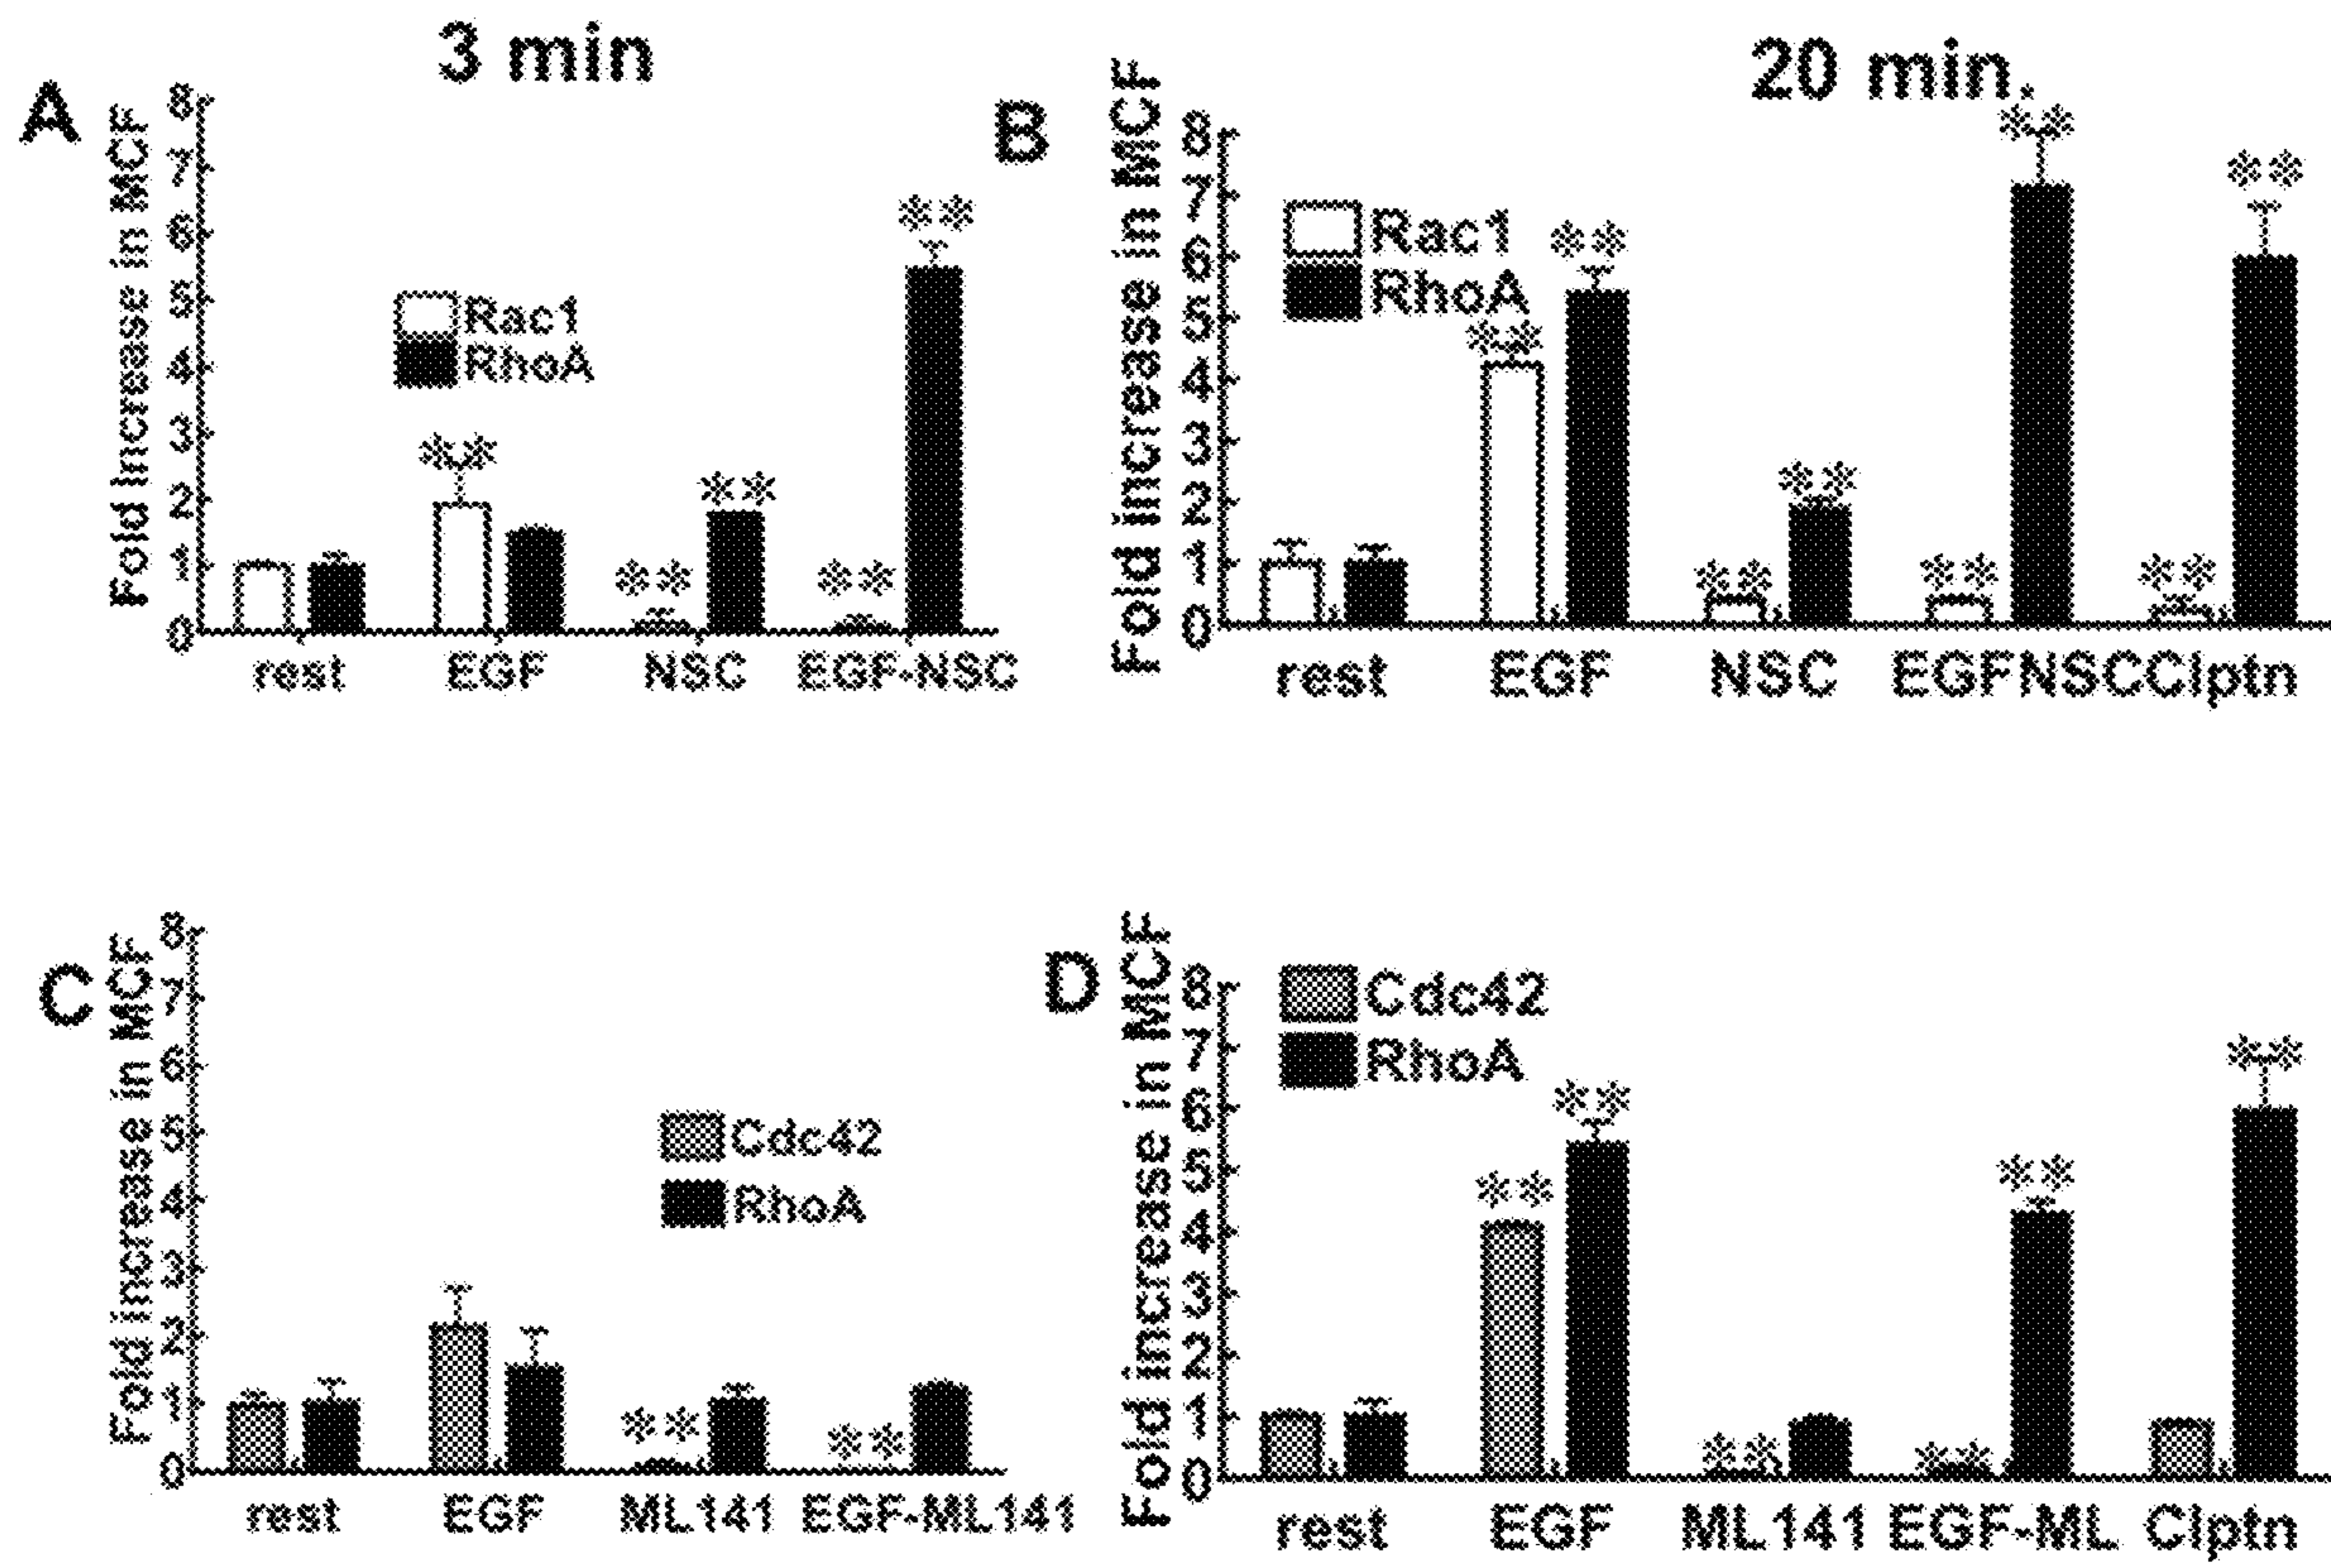 3 min
A
Fold Increase in MCF
8
7
6
5
4
3
2
1
0
Rac1
RhoA
**
**
**
**
**
rest EGF NSC EGF-NSC
20 min.
B
Fold increase in MCF
8
7
6
5
4
3
2
1
0
Rac1
RhoA
**
**
**
**
**
**
**
**
rest EGF NSC EGFNSCClptn
C
Fold increase in MCF
8
7
6
5
4
3
2
1
0
Cdc42
RhoA
**
**
rest EGF ML141 EGF-ML141
D
Fold increase in MCF
8
7
6
5
4
3
2
1
0
Cdc42
RhoA
**
**
**
**
**
**
rest EGF ML141 EGF-ML Clptn